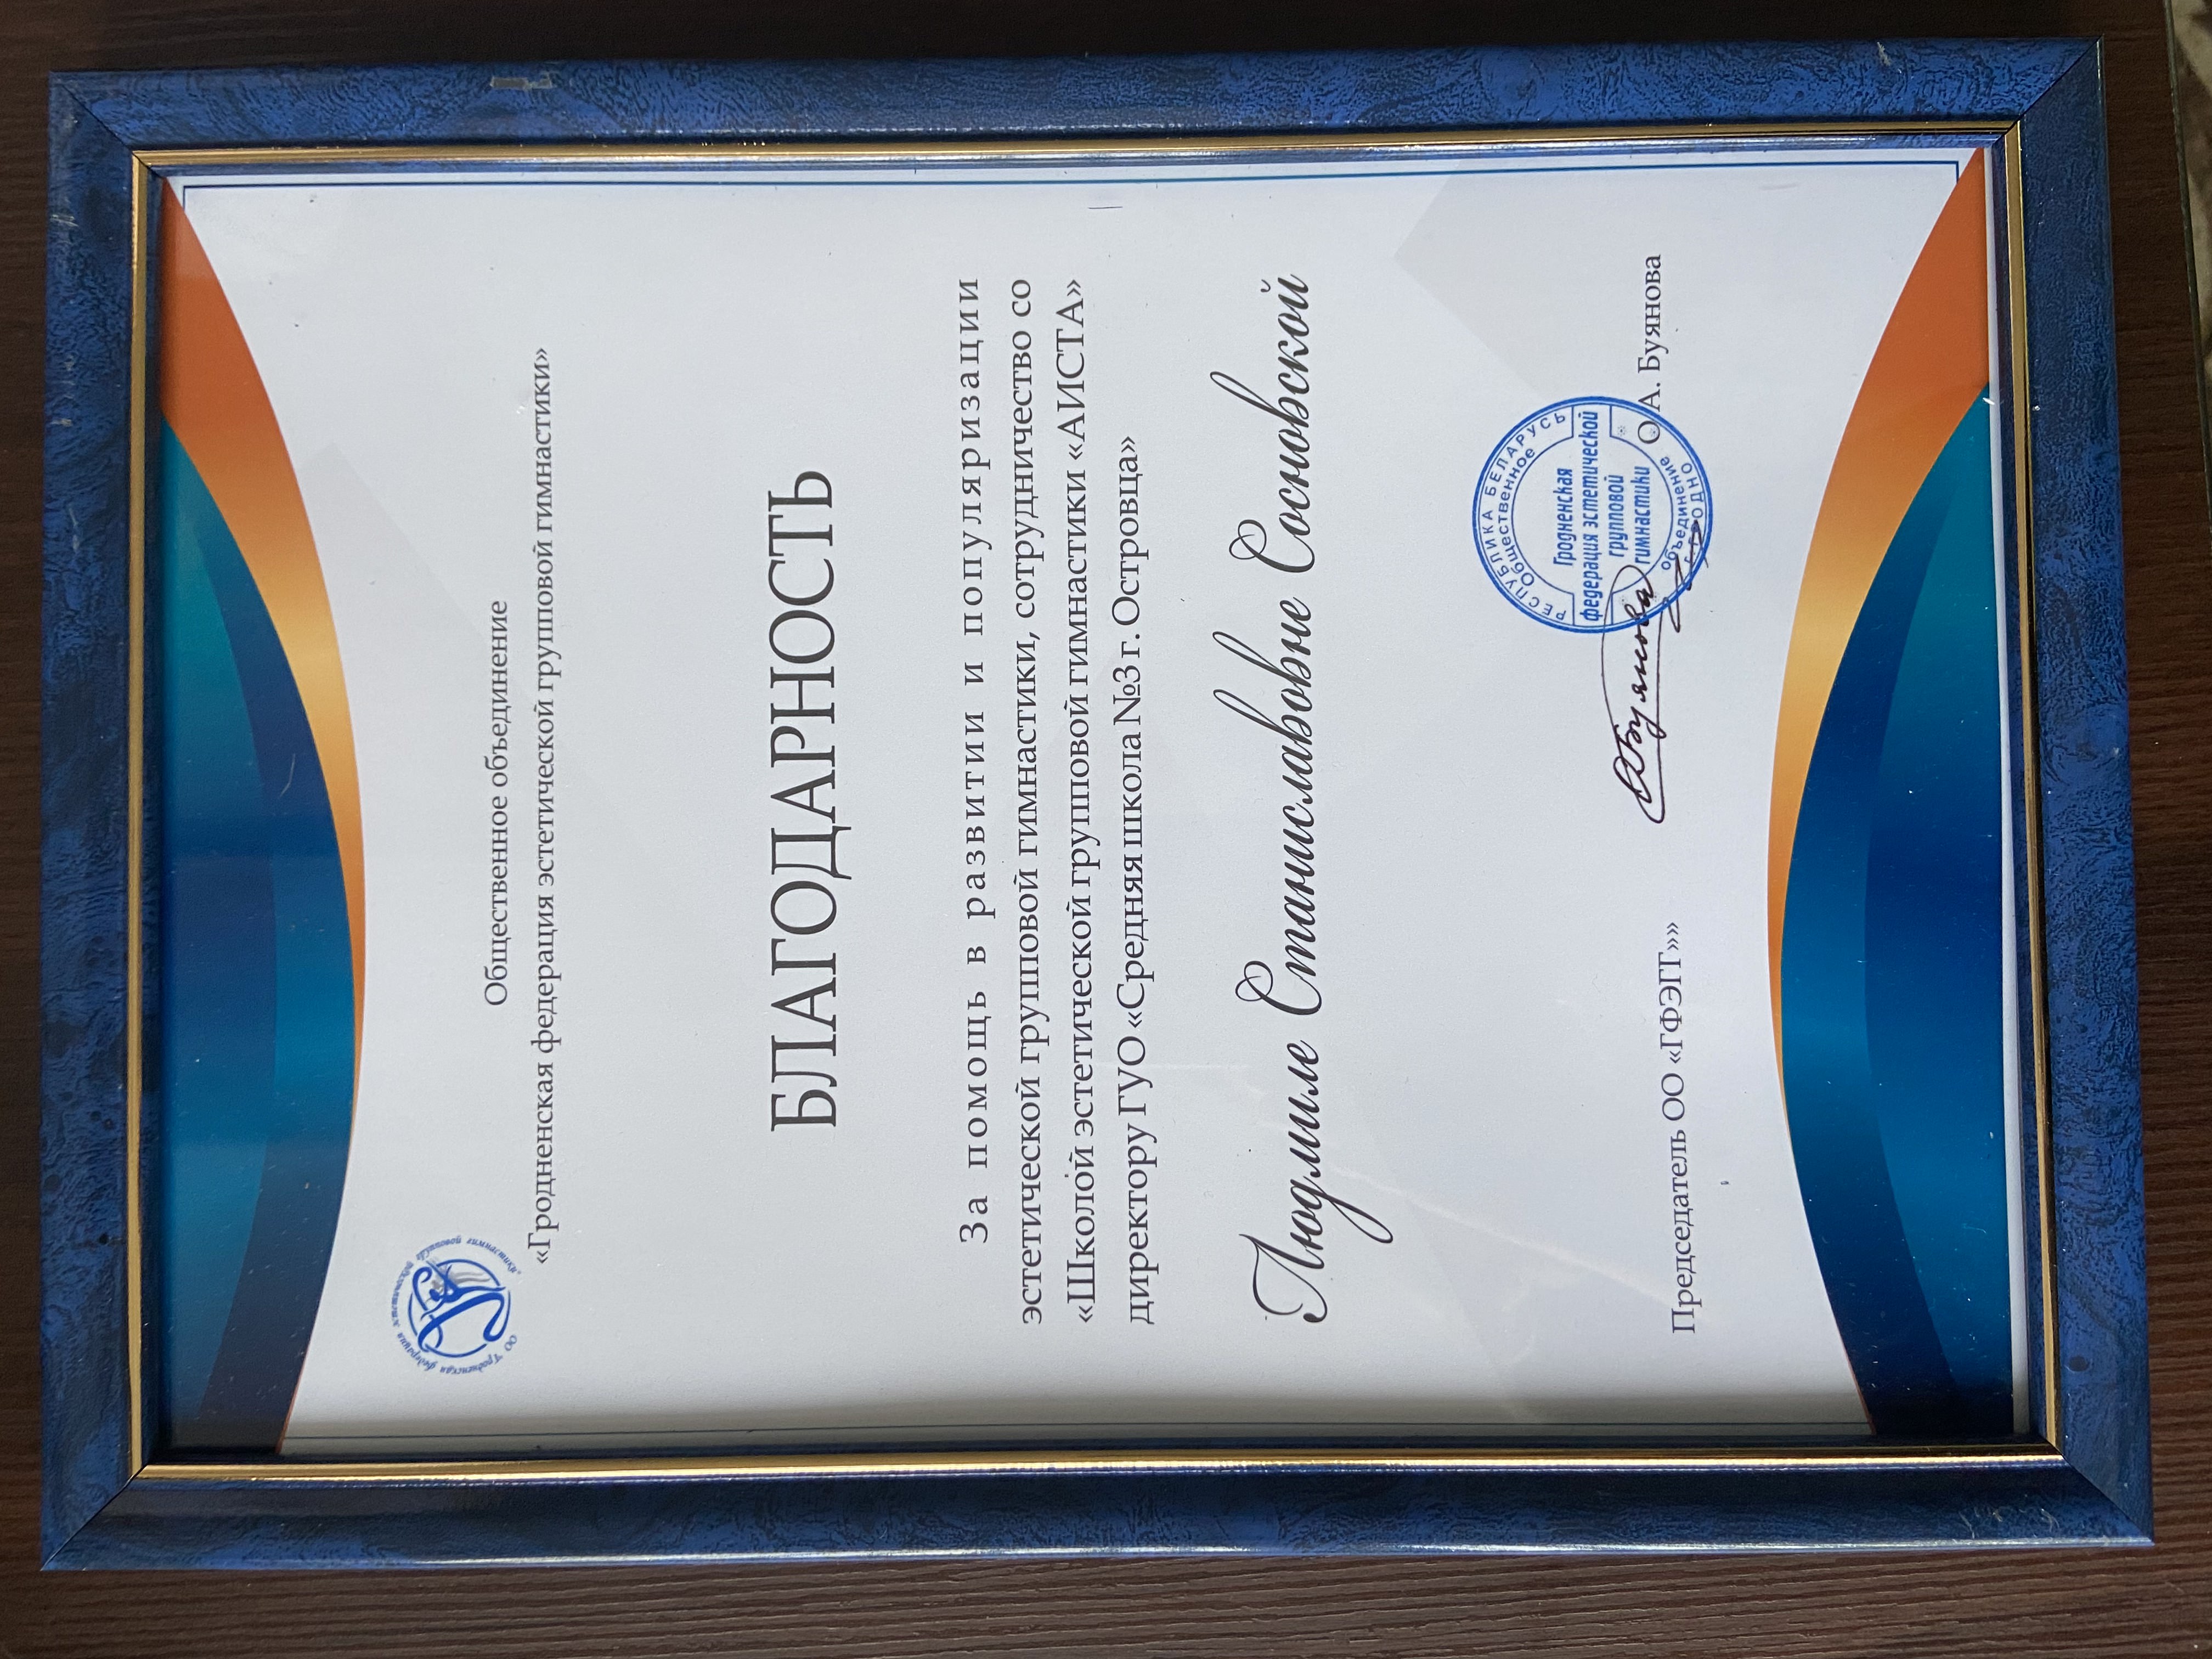 ОО "Гродненская федерация эстетической групповой гимнастики"
Общественное объединение
«Гродненская федерация эстетической групповой гимнастики»
БЛАГОДАРНОСТЬ
За помощь в развитии и популяризации
эстетической групповой гимнастики, сотрудничество со
«Школой эстетической групповой гимнастики «АИСТА»
директору ГУО «Средняя школа №3 г. Островца»
Людмиле Станиславовне Сосновской
РЕСПУБЛИКА БЕЛАРУСЬ
Общественное
Гродненская
федерация эстетической
групповой
гимнастики
объединение
г. ГРОДНО
Председатель ОО «ГФЭГГ»» ОБуянова О.А. Буянова